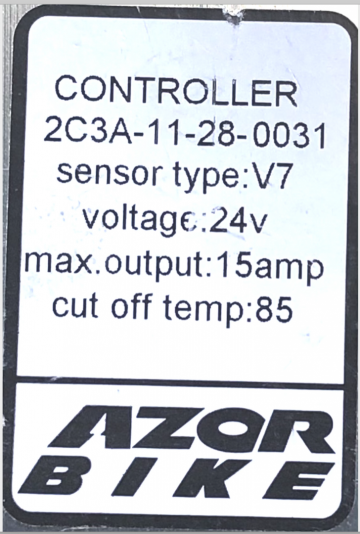 CONTROLLER
2C3A-11-28-0031
sensor type:V7
voltage:24v
max.output:15amp
cut off temp:85
AZOR
BIKE